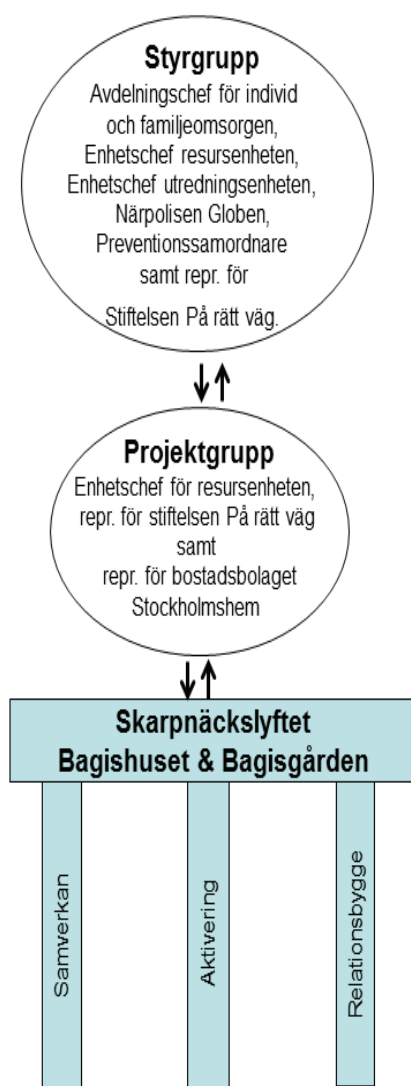 Styrgrupp
Avdelningschef för individ
och familjeomsorgen,
Enhetschef resursenheten,
Enhetschef utredningsenheten,
Närpolisen Globen,
Preventionssamordnare
samt repr. för
Stiftelsen På rätt väg.
Projektgrupp
Enhetschef för resursenheten,
repr. för stiftelsen På rätt väg
samt
repr. för bostadsbolaget
Stockholmshem
Skarpnäckslyftet
Bagishuset & Bagisgården
Samverkan
Aktivering
Relationsbygge